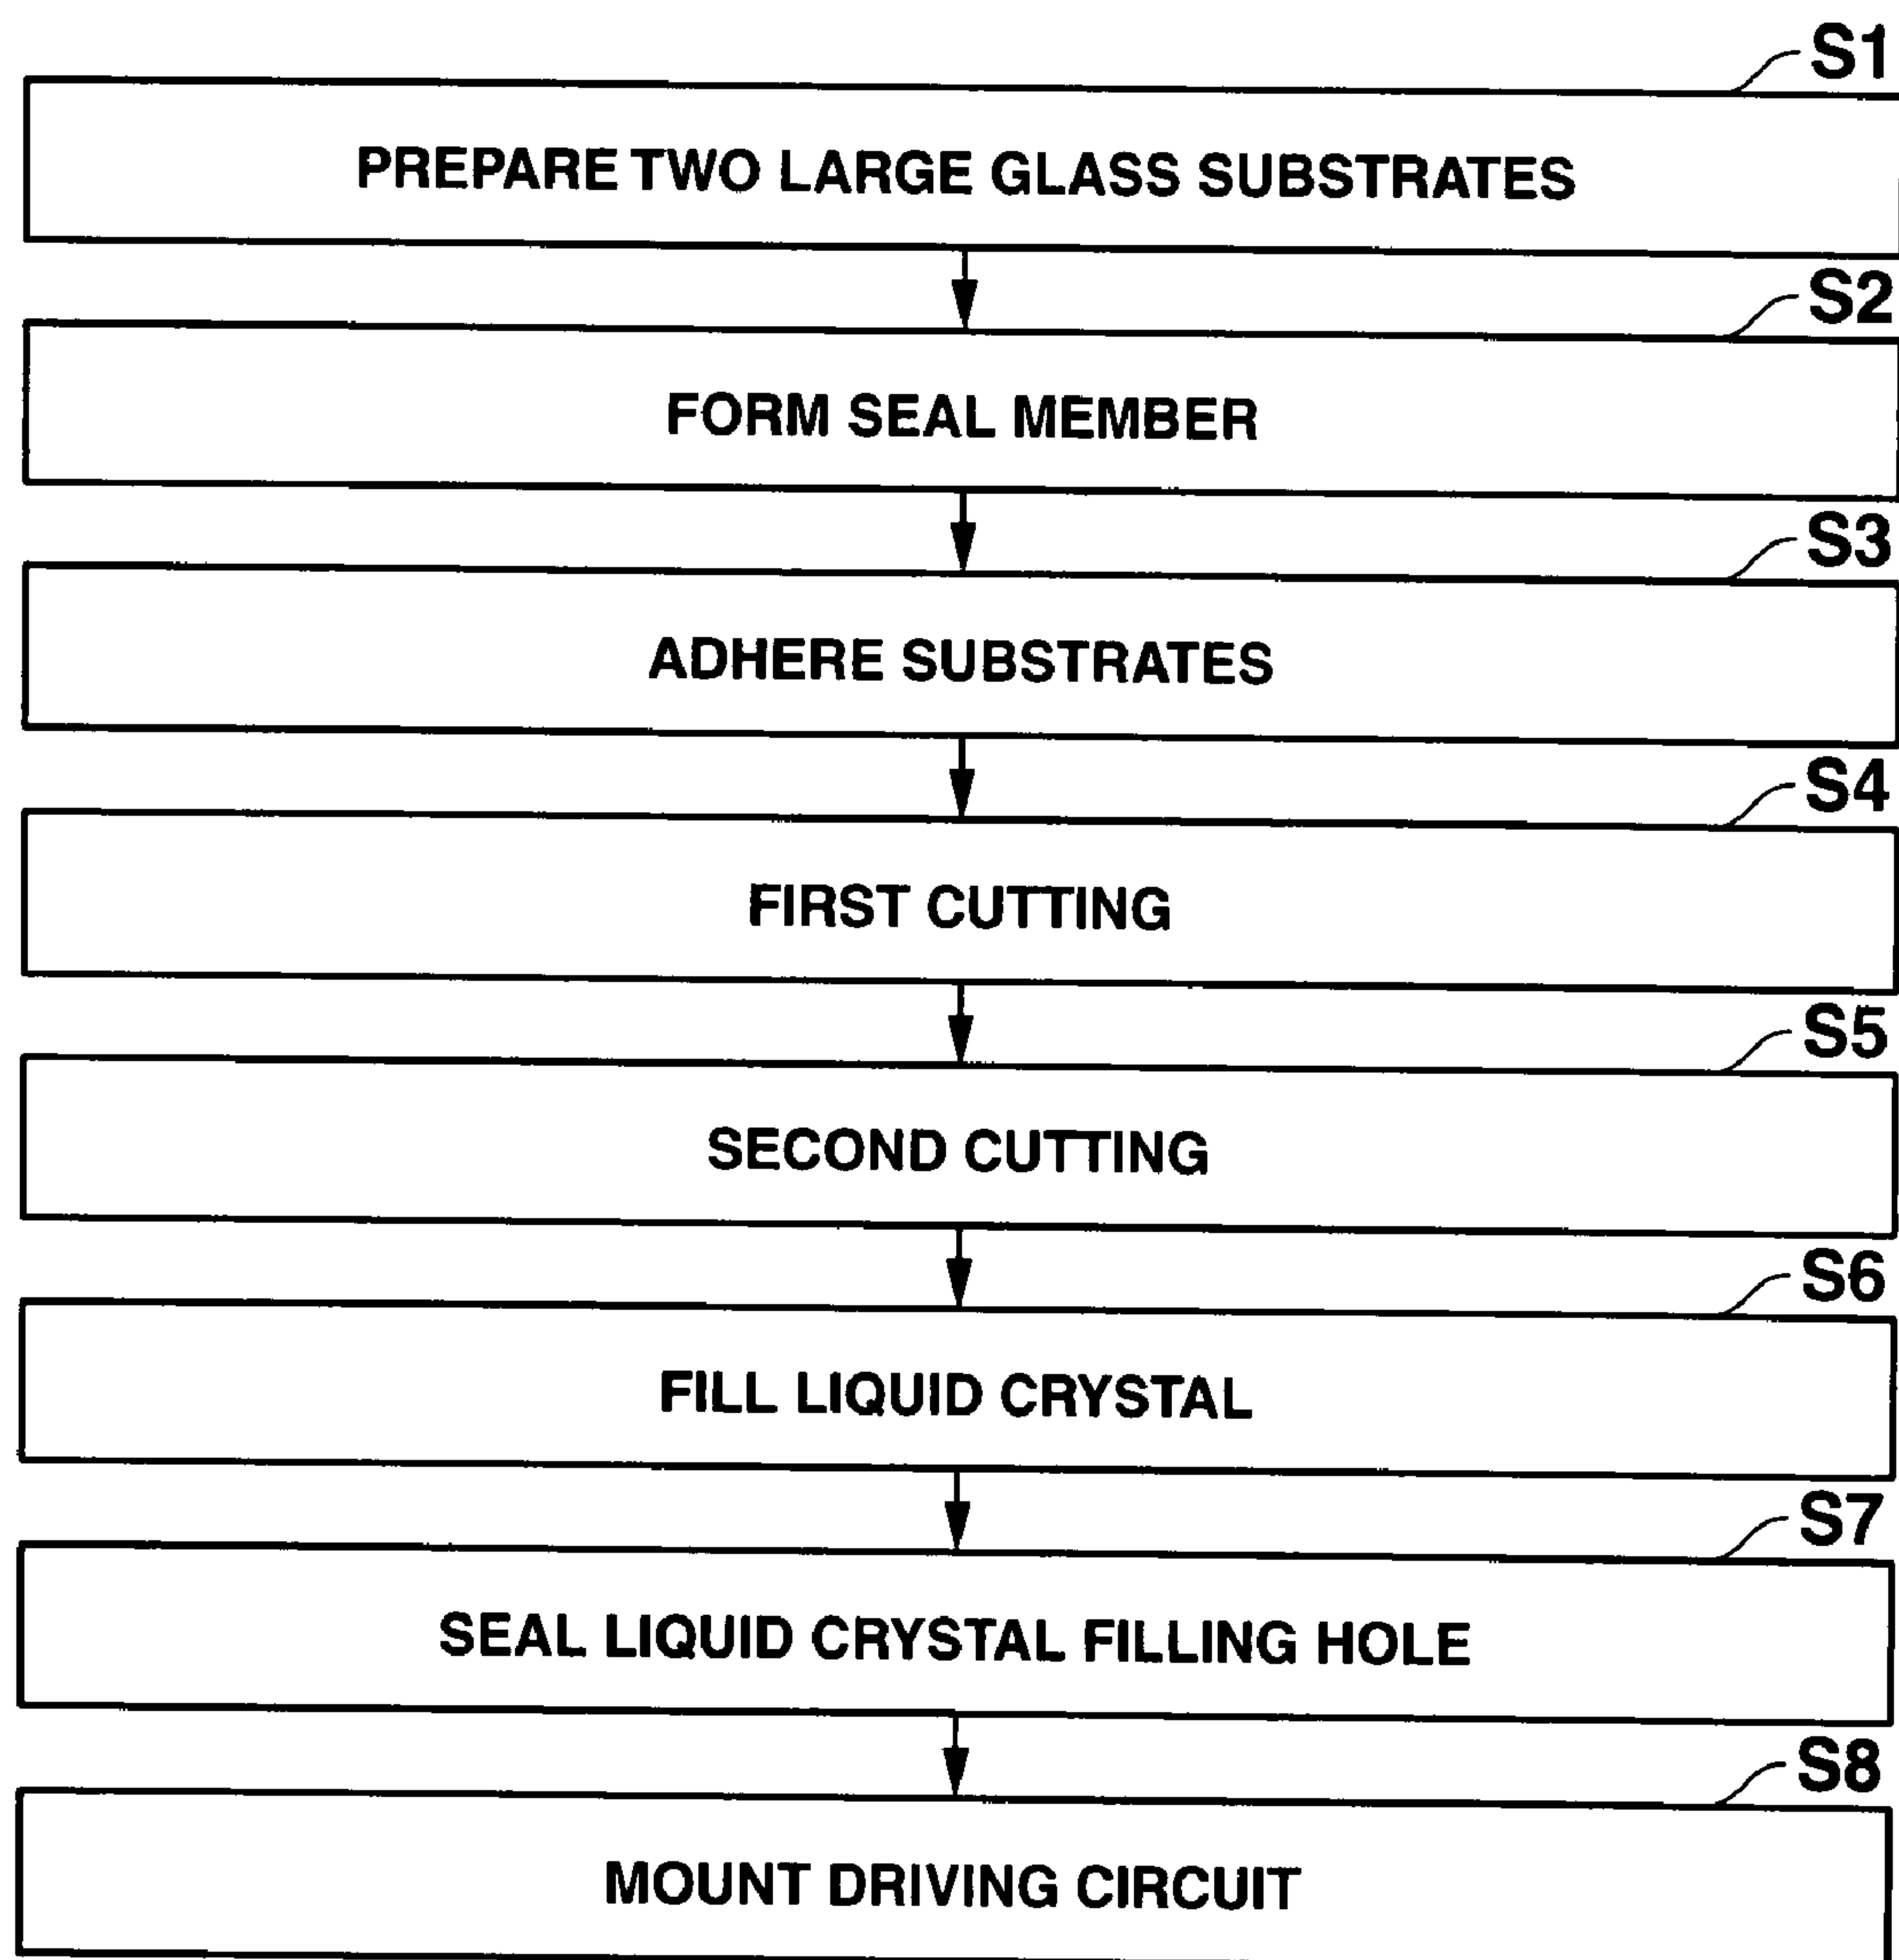 S1
PREPARE TWO LARGE GLASS SUBSTRATES
S2
FORM SEAL MEMBER
S3
ADHERE SUBSTRATES
S4
FIRST CUTTING
S5
SECOND CUTTING
S6
FILL LIQUID CRYSTAL
S7
SEAL LIQUID CRYSTAL FILLING HOLE
S8
MOUNT DRIVING CIRCUIT